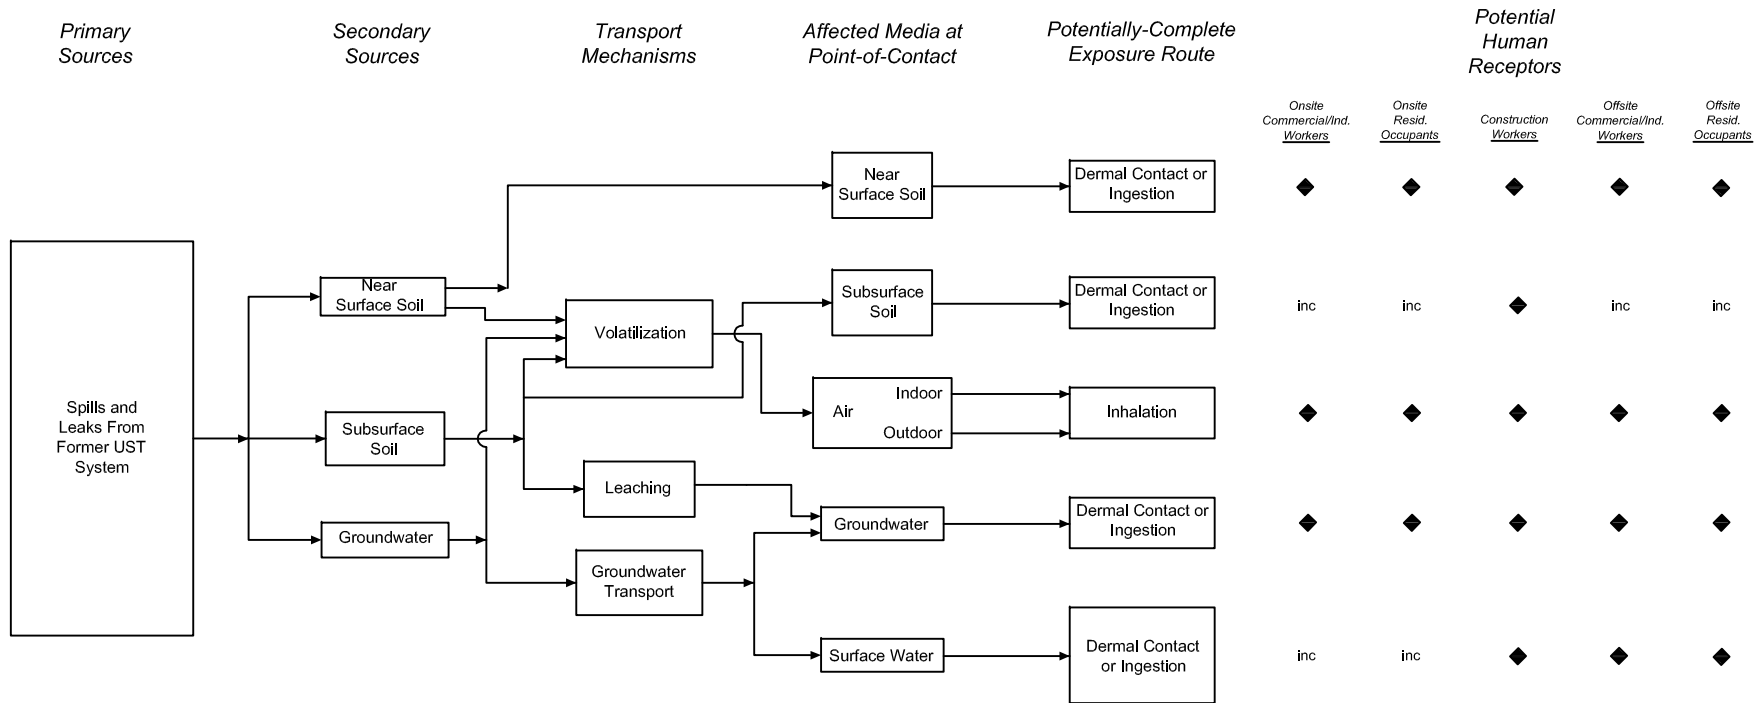 Primary
Sources
Secondary
Sources
Transport
Mechanisms
Affected Media at
Point-of-Contact
Potentially-Complete
Exposure Route
Potential
Human
Receptors
Onsite
Commercial/Ind.
Workers
Onsite
Resid.
Occupants
Construction
Workers
Offsite
Commercial/Ind.
Workers
Offsite
Resid.
Occupants
Spills and
Leaks From
Former UST
System
Near
Surface Soil
Subsurface
Soil
Groundwater
Volatilization
Leaching
Groundwater
Transport
Near
Surface Soil
Dermal Contact or
Ingestion
Subsurface
Soil
Dermal Contact or
Ingestion
inc
inc
inc
inc
Indoor
Air
Outdoor
Inhalation
Groundwater
Dermal Contact or
Ingestion
Surface Water
Dermal Contact
or Ingestion
inc
inc